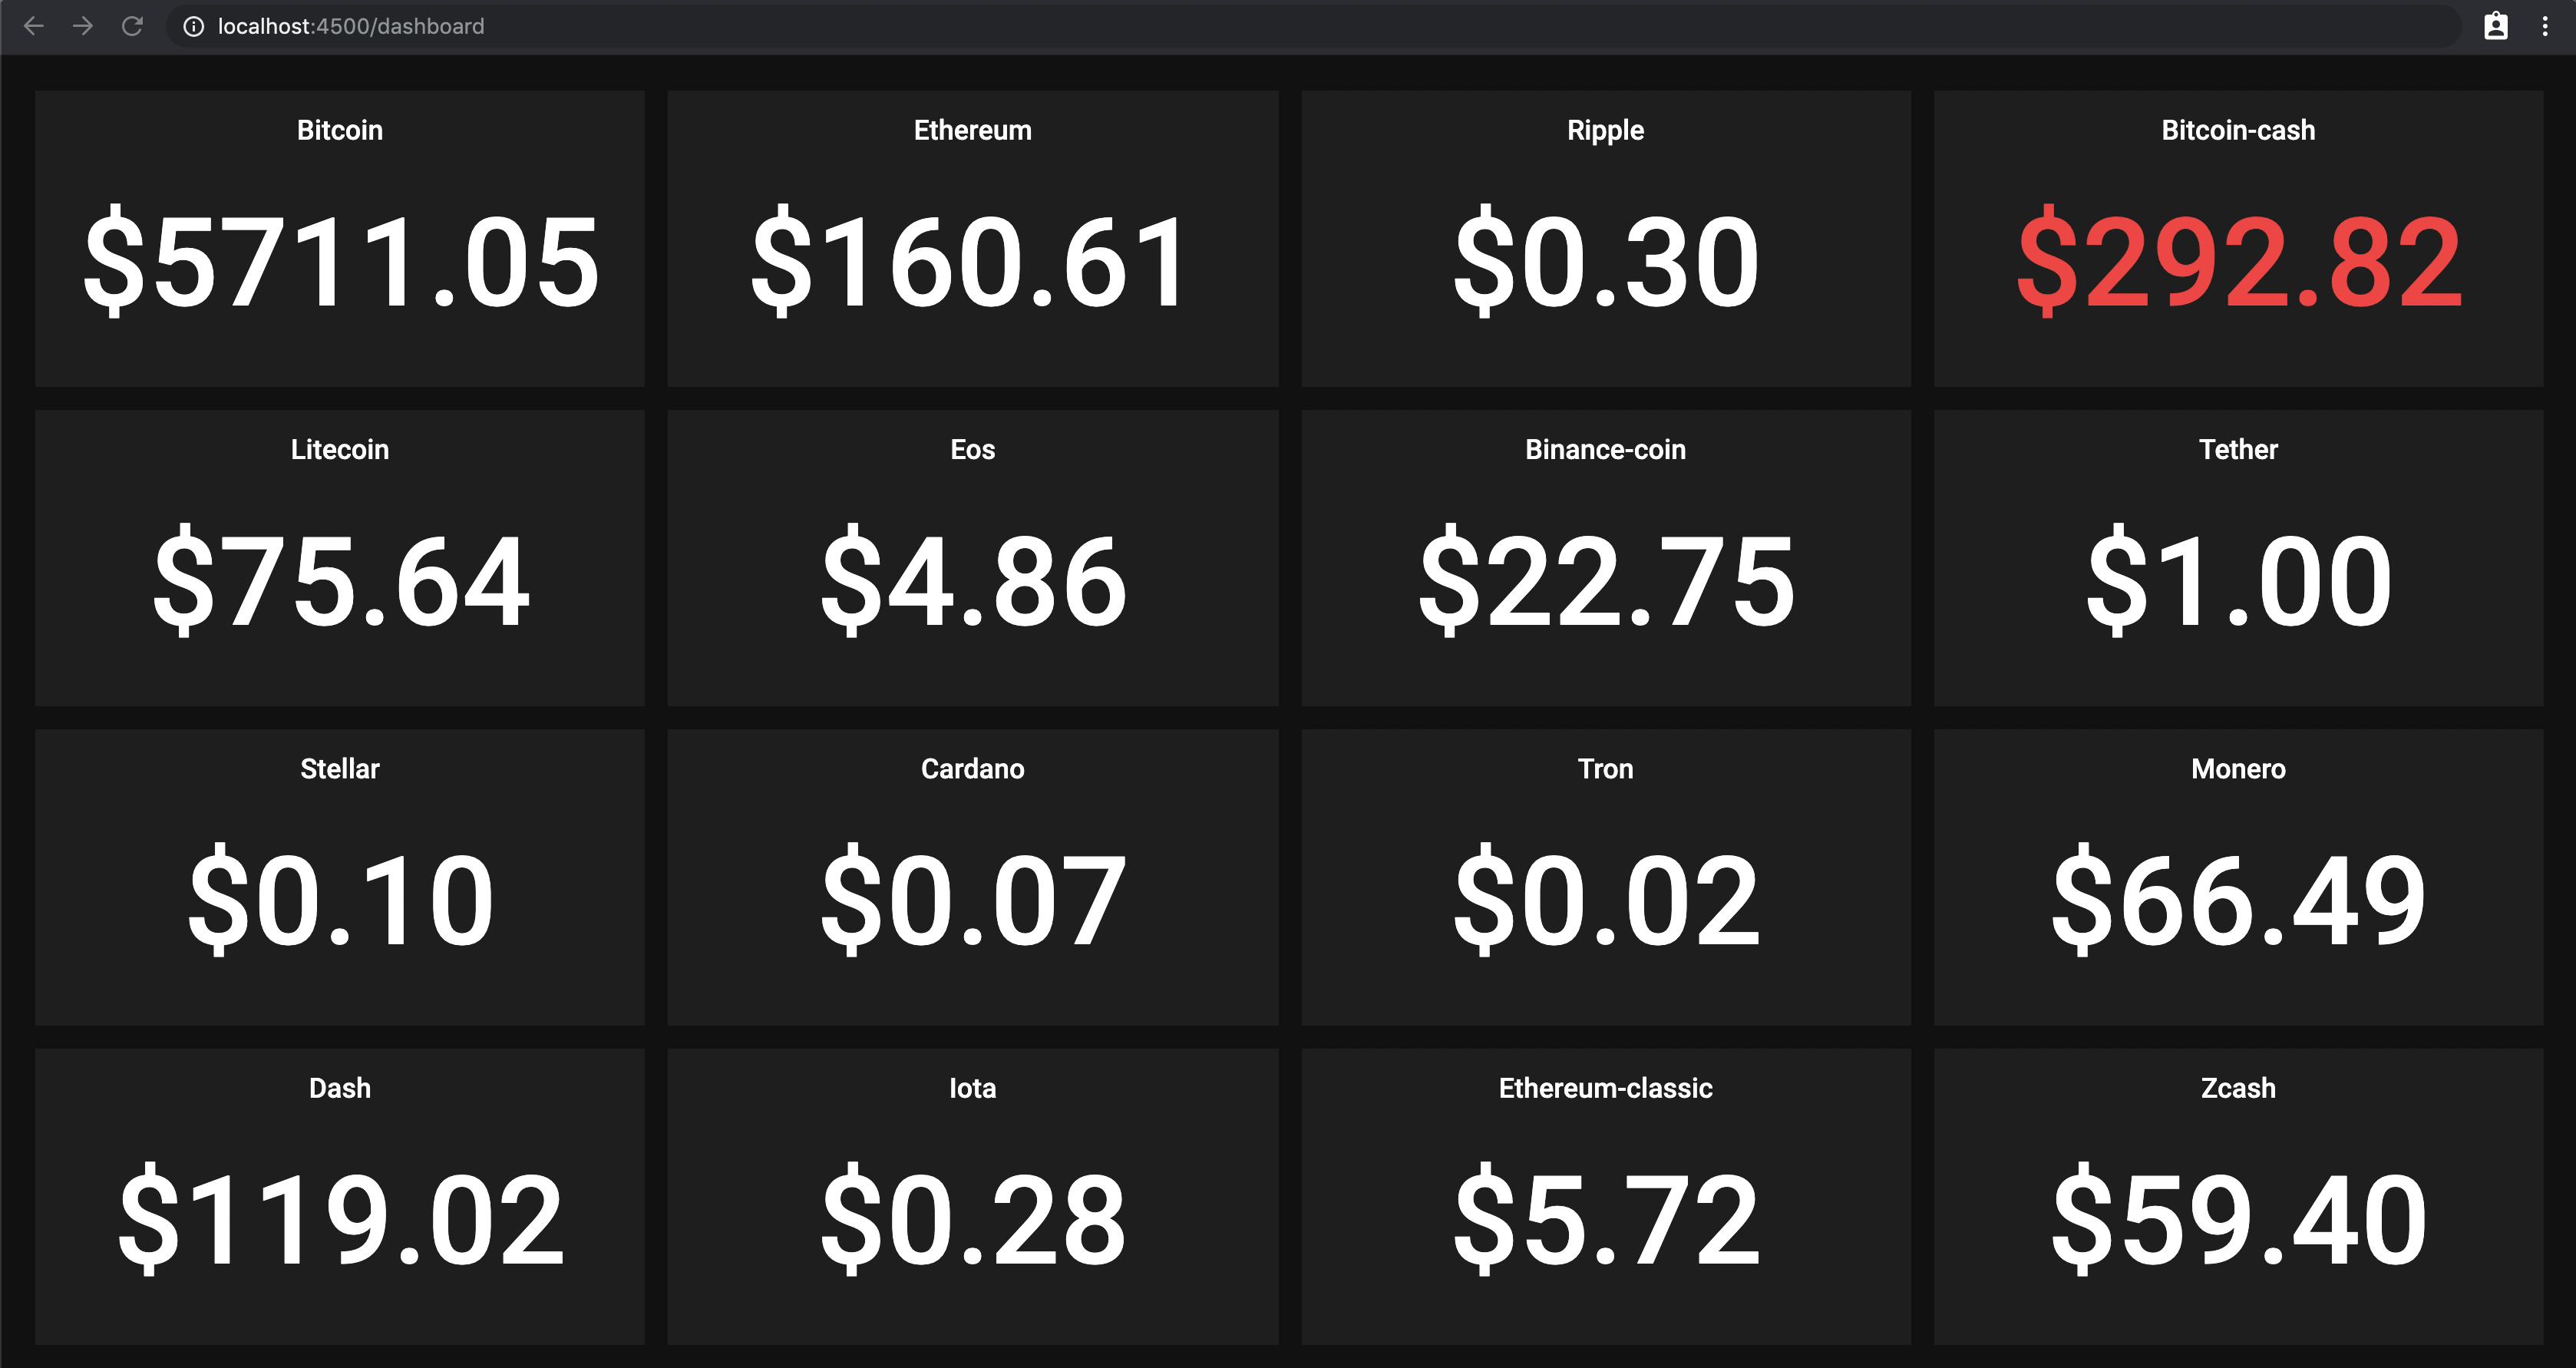 localhost:4500/dashboard
Bitcoin
$5711.05
Ethereum
$160.61
Ripple
$0.30
Bitcoin-cash
$292.82
Litecoin
$75.64
Eos
$4.86
Binance-coin
$22.75
Tether
$1.00
Stellar
$0.10
Cardano
$0.07
Tron
$0.02
Monero
$66.49
Dash
$119.02
Iota
$0.28
Ethereum-classic
$5.72
Zcash
$59.40